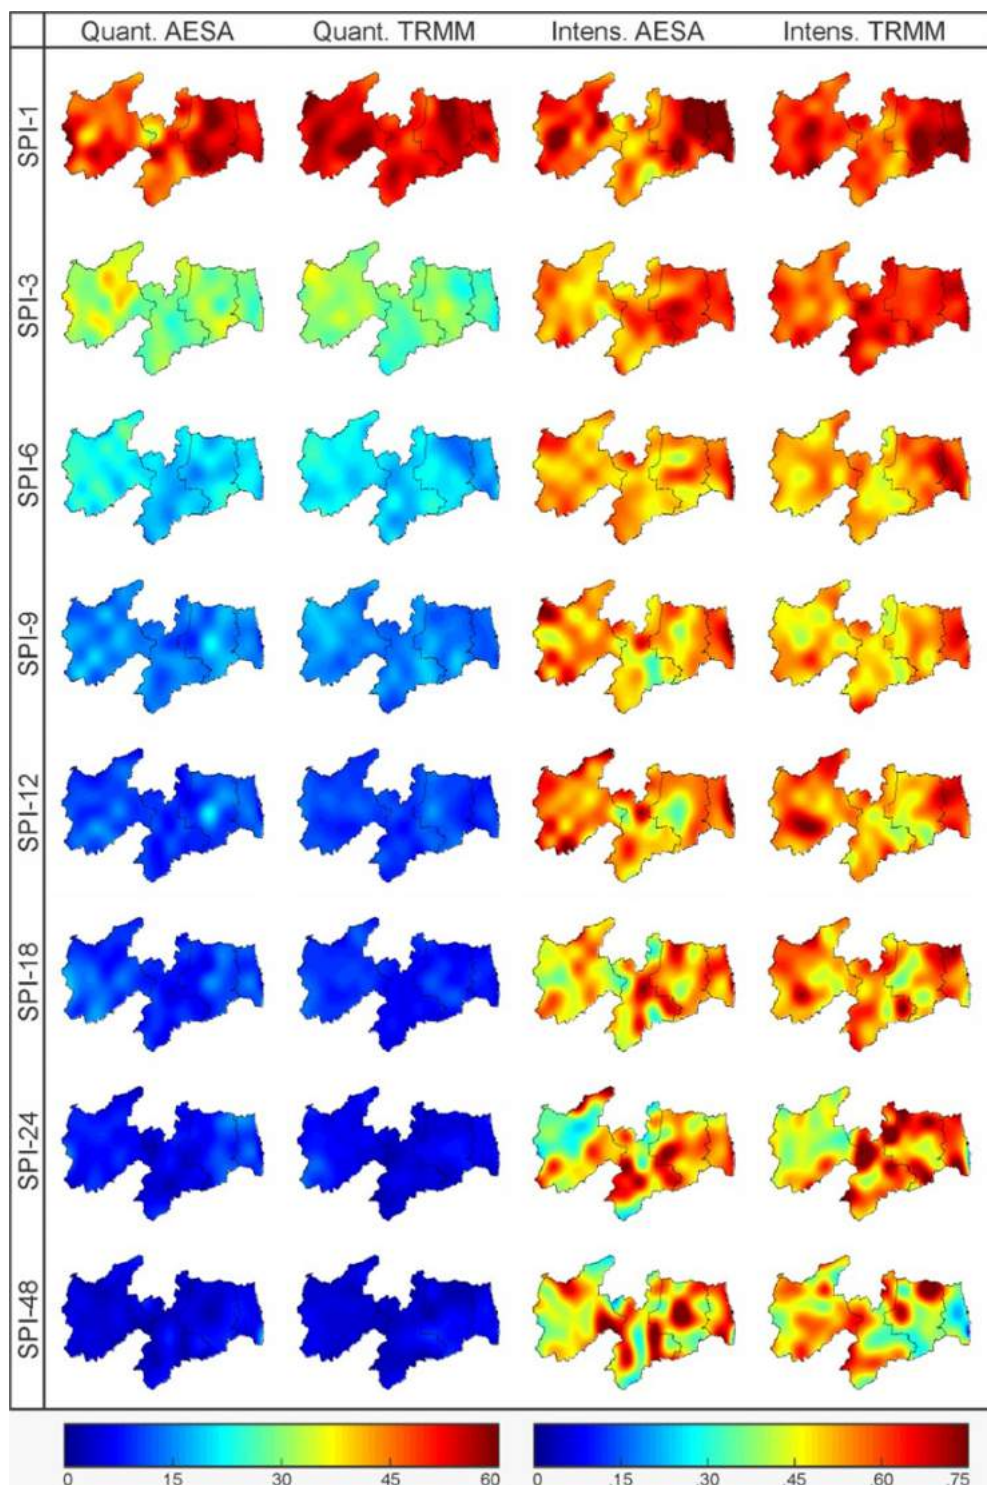 Quant. AESA Quant. TRMM Intens. AESA Intens. TRMM
SPI-1
SPI-3
SPI-6
SPI-9
SPI-12
SPI-18
SPI-24
SPI-48
0 15 30 45 60 0 .15 .30 .45 .60 .75